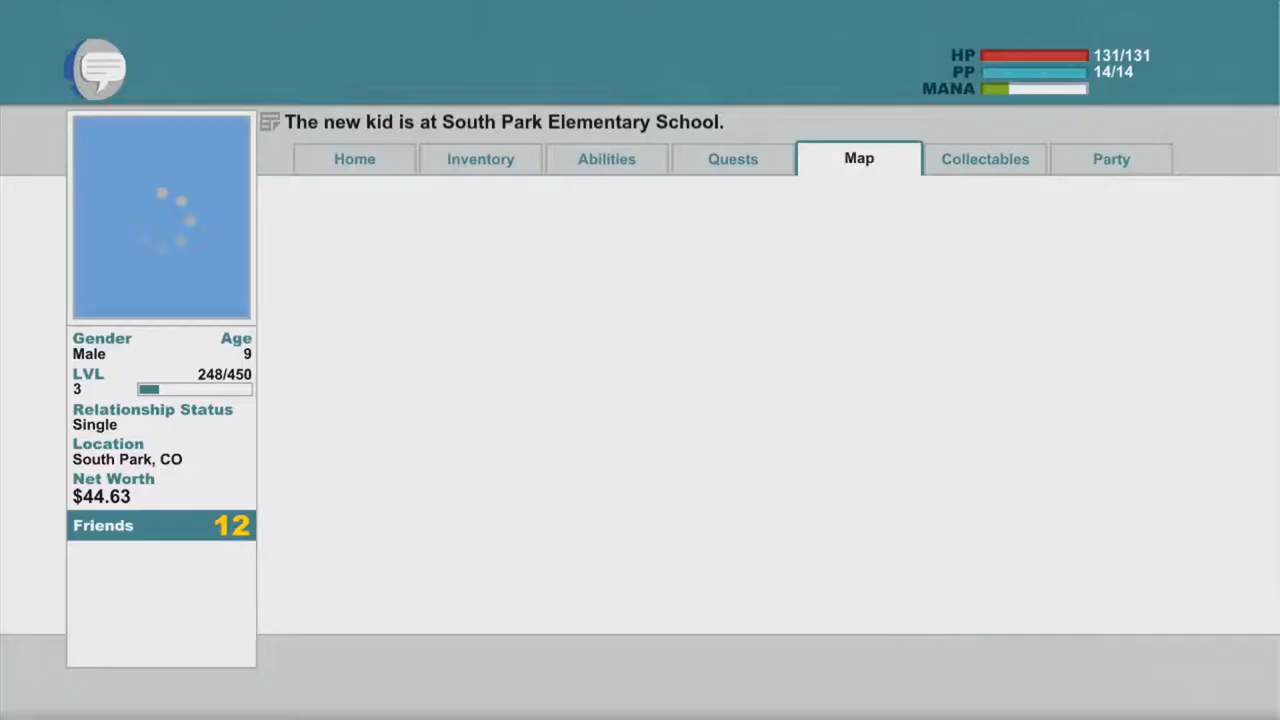 HP 131/131
PP 14/14
MANA
The new kid is at South Park Elementary School.
Home Inventory Abilities Quests Map Collectables Party
Gender Age
Male 9
LVL 248/450
3
Relationship Status
Single
Location
South Park, CO
Net Worth
$44.63
Friends 12